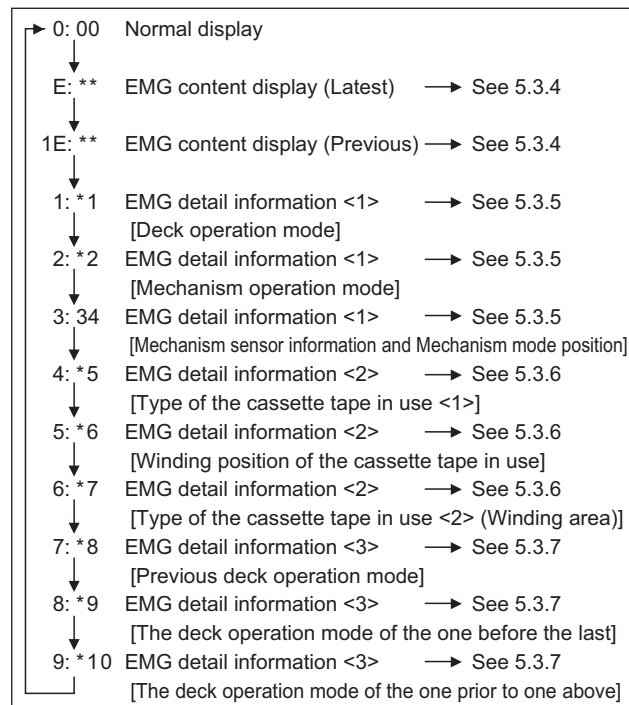 0: 00 Normal display
E: ** EMG content display (Latest) → See 5.3.4
1E: ** EMG content display (Previous) → See 5.3.4
1: *1 EMG detail information <1> → See 5.3.5
[Deck operation mode]
2: *2 EMG detail information <1> → See 5.3.5
[Mechanism operation mode]
3: 34 EMG detail information <1> → See 5.3.5
[Mechanism sensor information and Mechanism mode position]
4: *5 EMG detail information <2> → See 5.3.6
[Type of the cassette tape in use <1>]
5: *6 EMG detail information <2> → See 5.3.6
[Winding position of the cassette tape in use]
6: *7 EMG detail information <2> → See 5.3.6
[Type of the cassette tape in use <2> (Winding area)]
7: *8 EMG detail information <3> → See 5.3.7
[Previous deck operation mode]
8: *9 EMG detail information <3> → See 5.3.7
[The deck operation mode of the one before the last]
9: *10 EMG detail information <3> → See 5.3.7
[The deck operation mode of the one prior to one above]